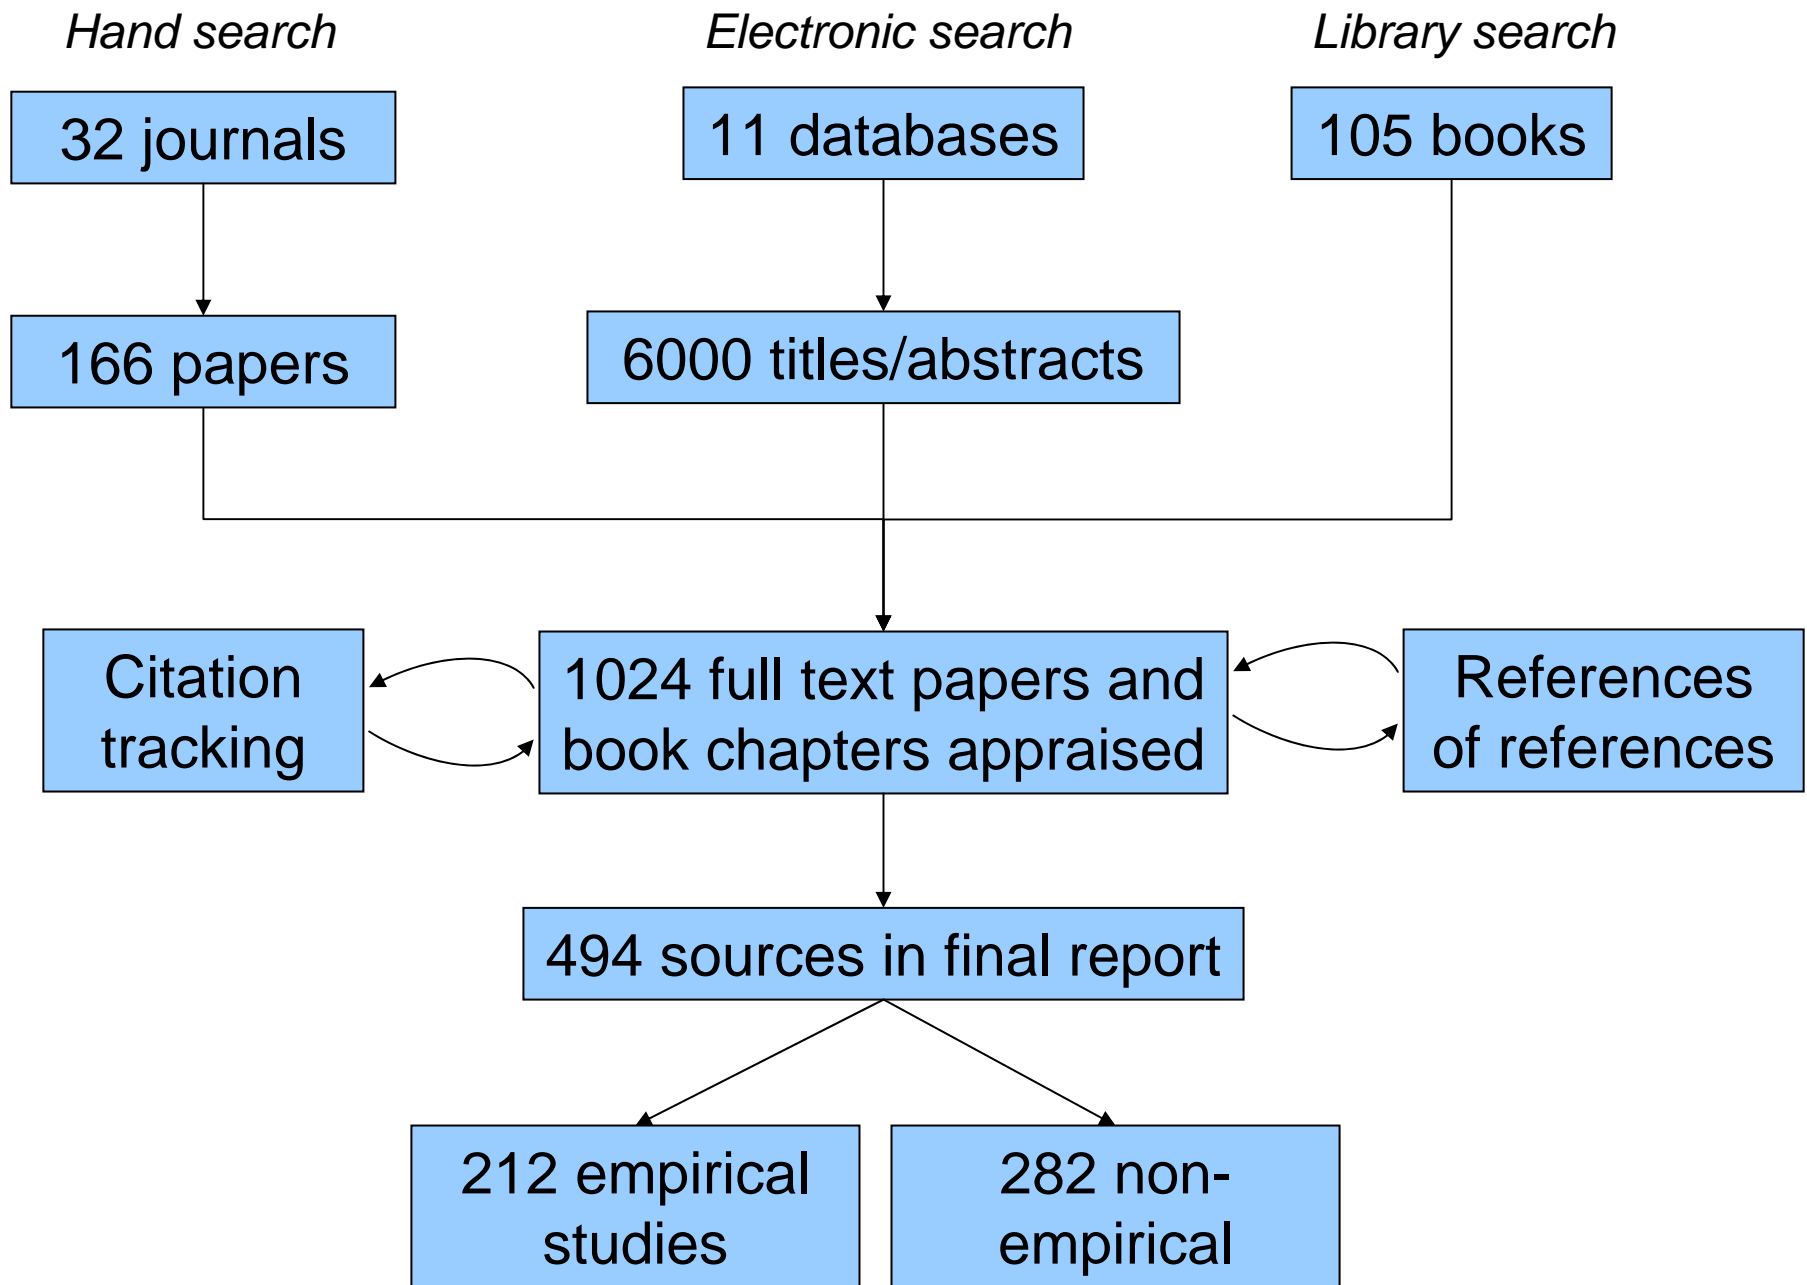 Hand search
Electronic search
Library search
32 journals
11 databases
105 books
166 papers
6000 titles/abstracts
Citation
tracking
1024 full text papers and
book chapters appraised
References
of references
494 sources in final report
212 empirical
studies
282 non-
empirical